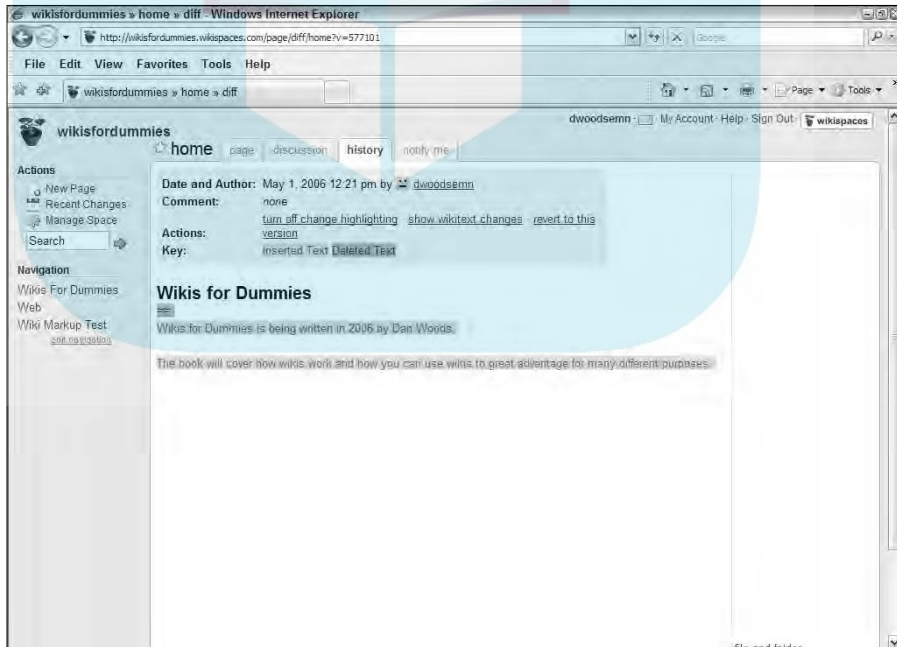 wikisfordummies » home » diff - Windows Internet Explorer
http://wikisfordummies.wikispaces.com/page/diff/home?v=577101
Google
File Edit View Favorites Tools Help
wikisfordummies » home » diff
Page Tools
wikisfordummies
dwoodsemn · My Account · Help · Sign Out · wikispaces
home page discussion history notify me
Actions
New Page
Recent Changes
Manage Space
Search
Navigation
Wikis For Dummies
Web
Wiki Markup Test
edit navigation
Date and Author: May 1, 2006 12:21 pm by dwoodsemn
Comment: none
Actions: turn off change highlighting · show wikitext changes · revert to this version
Key: Inserted Text Deleted Text
Wikis for Dummies
Wikis for Dummies is being written in 2006 by Dan Woods.
The book will cover how wikis work and how you can use wikis to great advantage for many different purposes.
file and folder